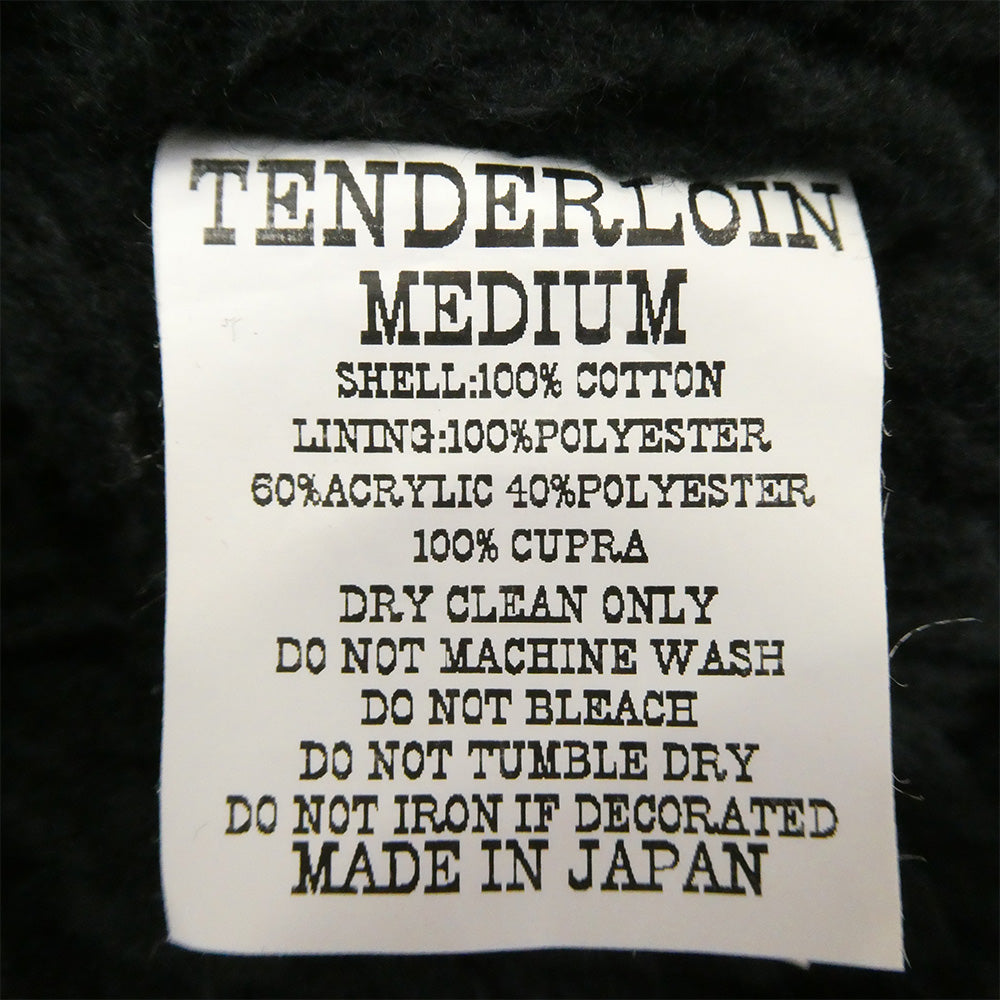 TENDERLOIN
MEDIUM
SHELL:100% COTTON
LINING:100%POLYESTER
60%ACRYLIC 40%POLYESTER
100% CUPRA
DRY CLEAN ONLY
DO NOT MACHINE WASH
DO NOT BLEACH
DO NOT TUMBLE DRY
DO NOT IRON IF DECORATED
MADE IN JAPAN